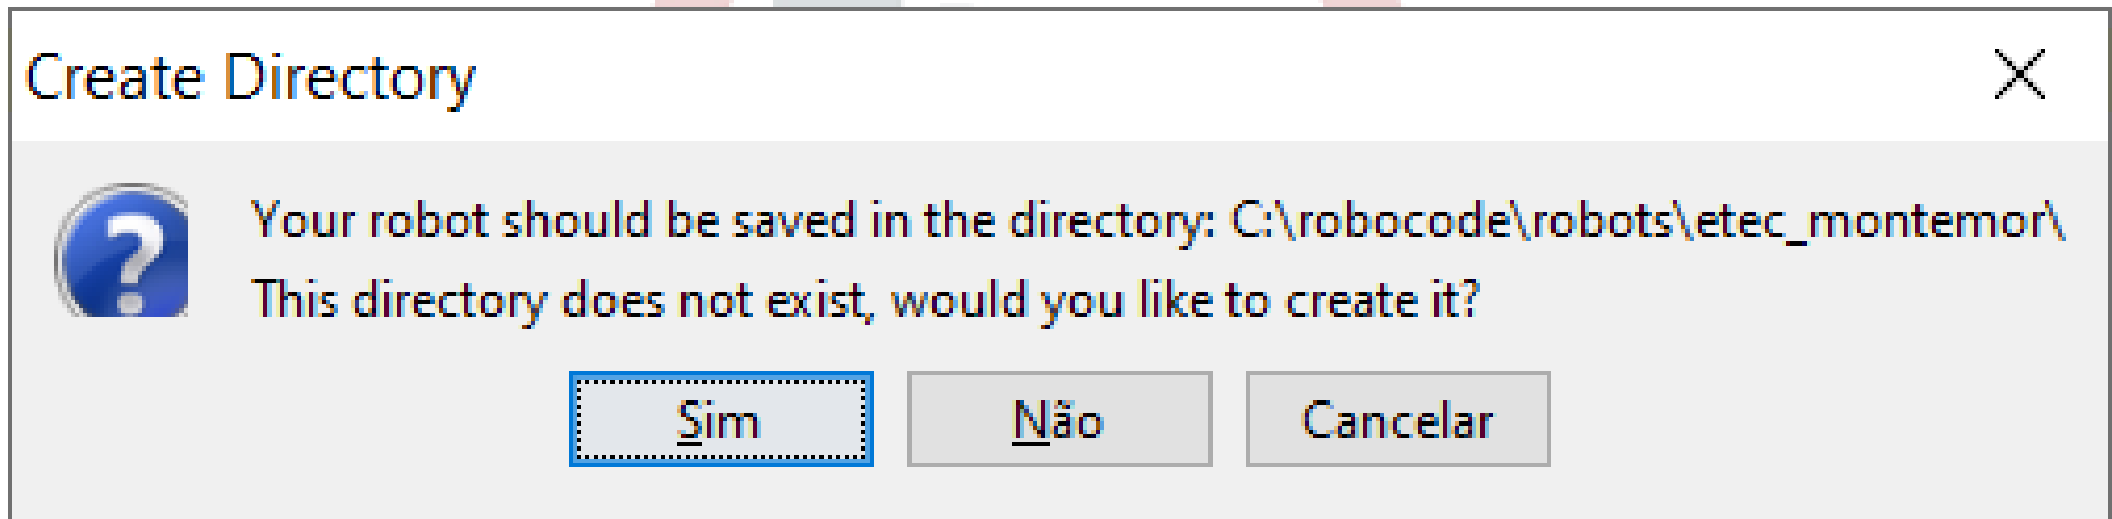 Create Directory
Your robot should be saved in the directory: C:\robocode\robots\etec_montemor\
This directory does not exist, would you like to create it?
Sim Não Cancelar